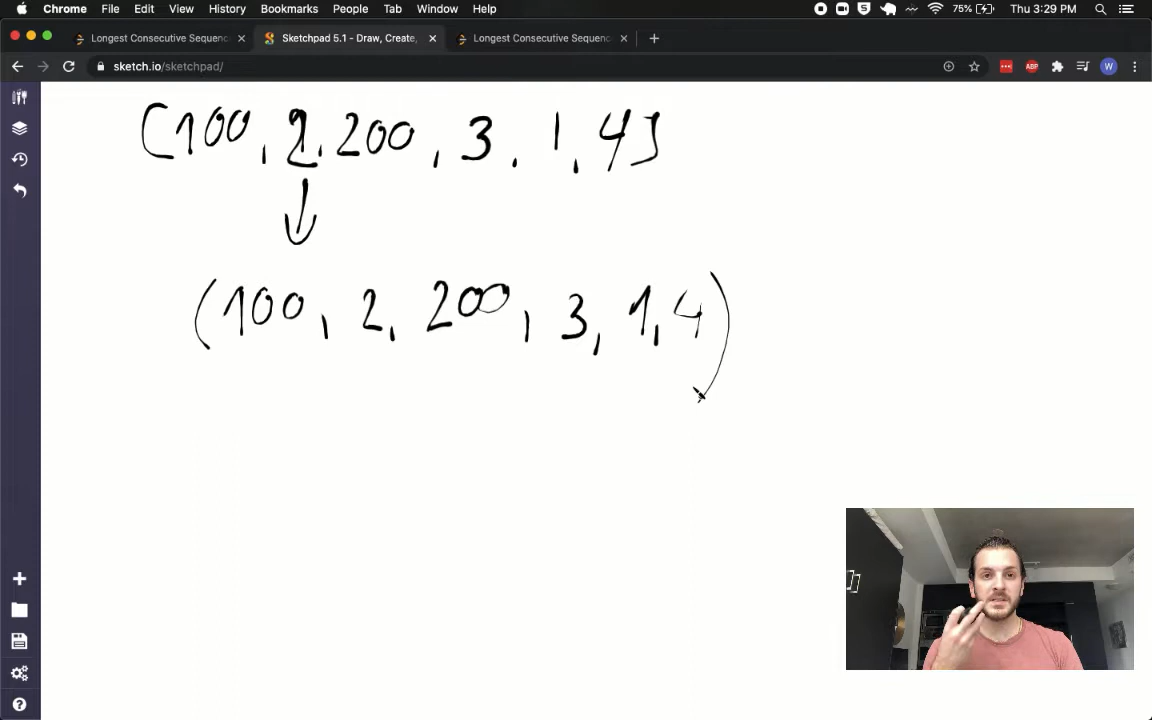 Chrome File Edit View History Bookmarks People Tab Window Help 75% Thu 3:29 PM
Longest Consecutive Sequenc Sketchpad 5.1 - Draw, Create, Longest Consecutive Sequenc
sketch.io/sketchpad/ ABP W
[100, 2, 200, 3, 1, 4]
(100, 2, 200, 3, 1, 4)